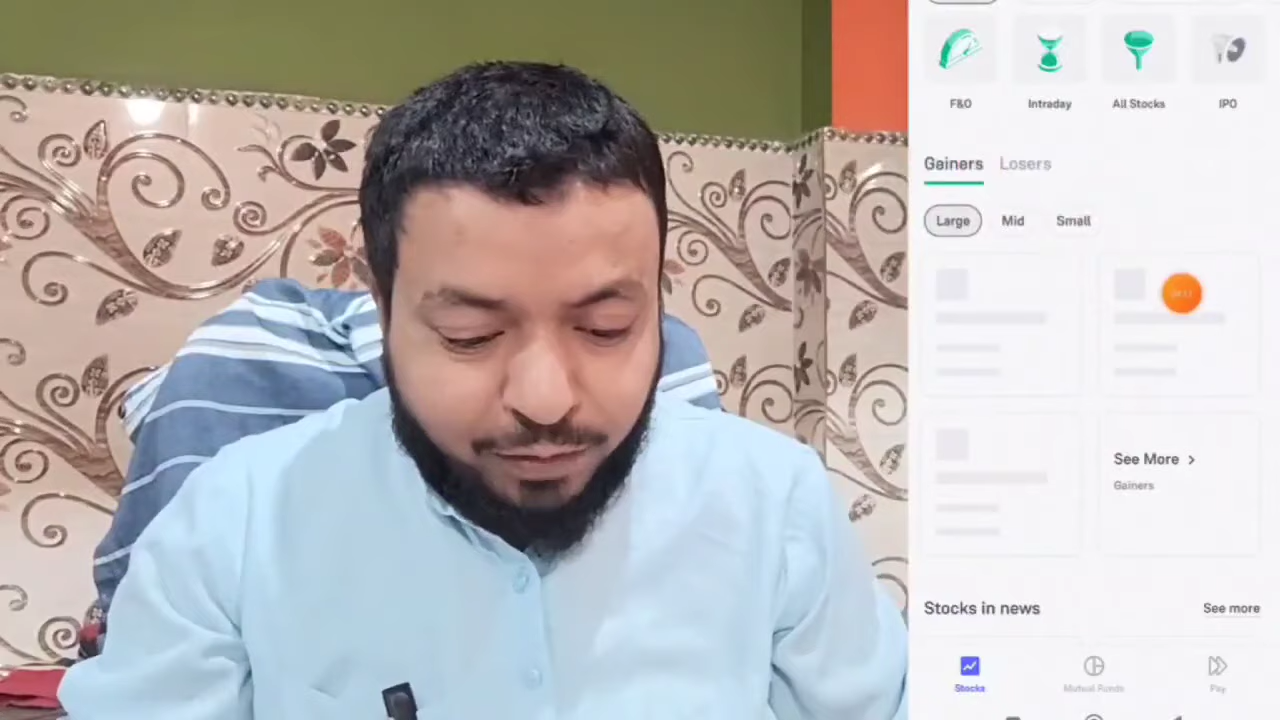 F&O
Intraday
All Stocks
IPO
Gainers
Losers
Large
Mid
Small
See More >
Gainers
Stocks in news
See more
Stocks
Mutual Funds
Pay